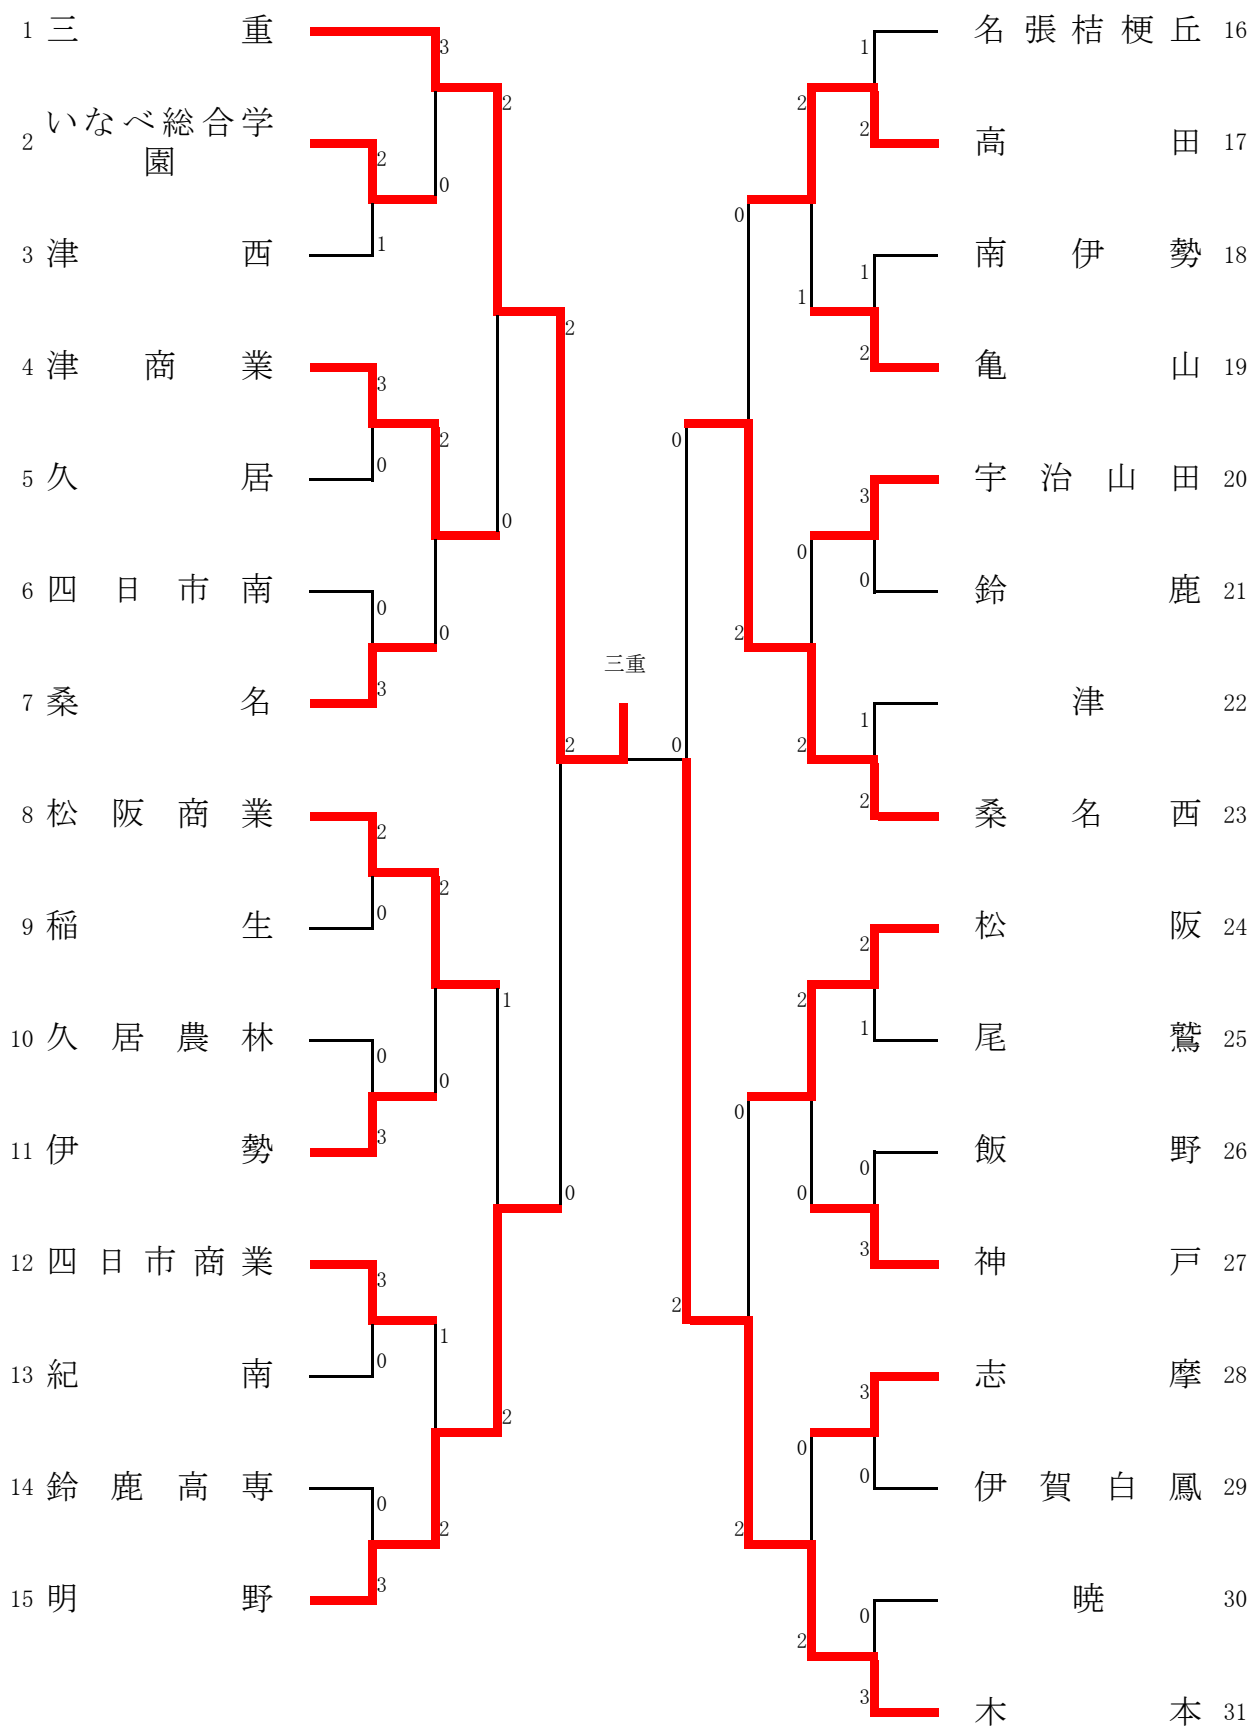 1 三重
3
2 いなべ総合学園
2
2
0
3 津西
1
2
4 津商業
3
2
5 久居
0
0
6 四日市南
0
0
7 桑名
3
三重
2
0
8 松阪商業
2
2
9 稲生
0
1
10 久居農林
0
0
11 伊勢
3
0
12 四日市商業
3
1
13 紀南
0
2
14 鈴鹿高専
0
2
15 明野
3
名張桔梗丘 16
1
2
2
高田 17
0
南伊勢 18
1
1
2
亀山 19
0
宇治山田 20
3
0
0
鈴鹿 21
2
津 22
1
2
2
桑名西 23
松阪 24
2
2
1
尾鷲 25
0
飯野 26
0
0
3
神戸 27
2
志摩 28
3
0
0
伊賀白鳳 29
2
暁 30
0
2
3
木本 31